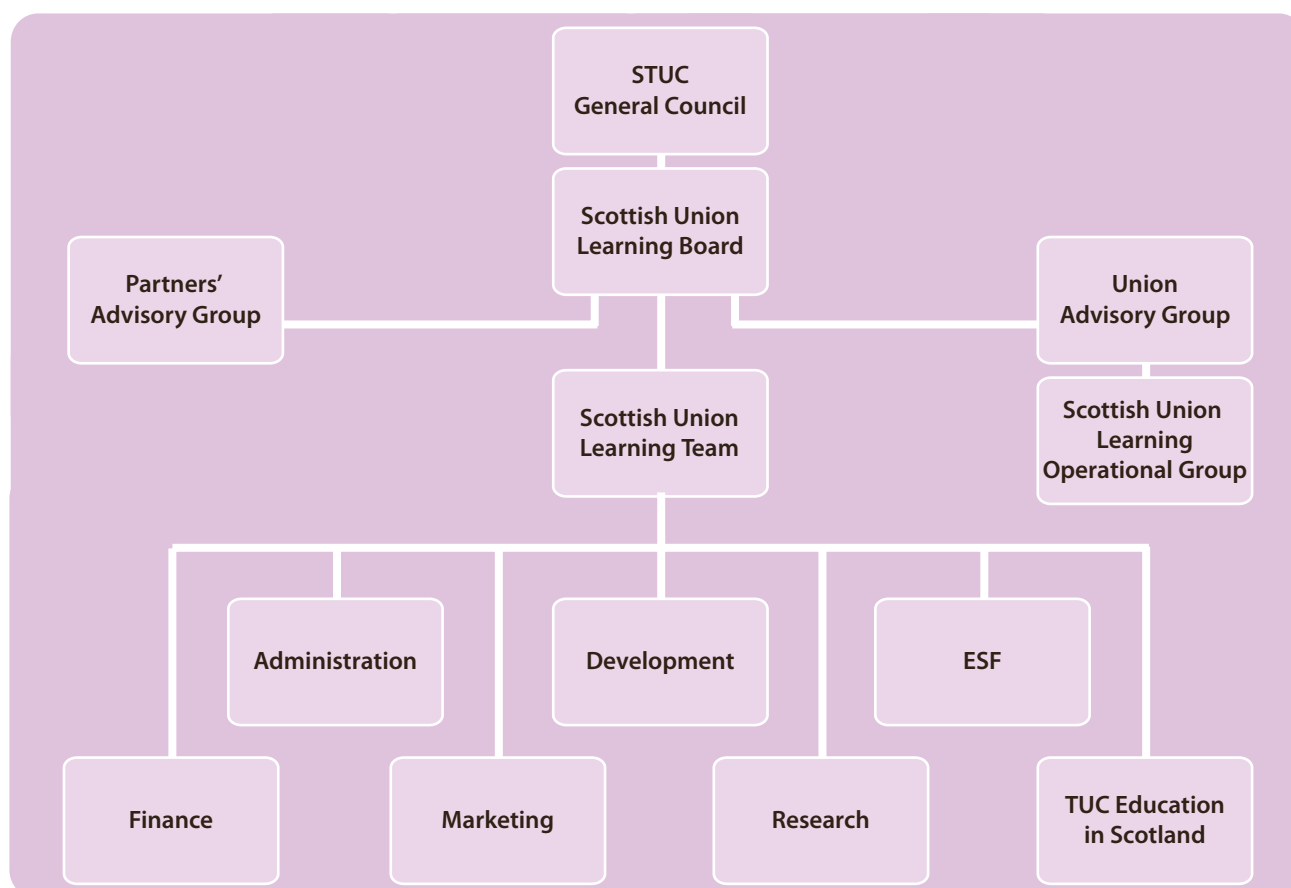 STUC
General Council
Scottish Union
Learning Board
Partners’
Advisory Group
Union
Advisory Group
Scottish Union
Learning Team
Scottish Union
Learning
Operational Group
Administration
Development
ESF
Finance
Marketing
Research
TUC Education
in Scotland